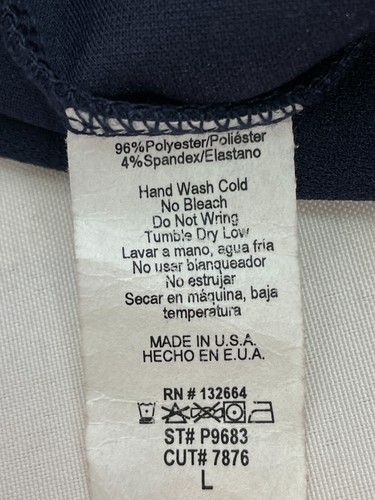 96%Polyester/Poliéster
4%Spandex/Elastano
Hand Wash Cold
No Bleach
Do Not Wring
Tumble Dry Low
Lavar a mano, agua fria
No usar blanqueador
No estrujar
Secar en máquina, baja
temperatura
MADE IN U.S.A.
HECHO EN E.U.A.
RN # 132664
ST# P9683
CUT# 7876
L